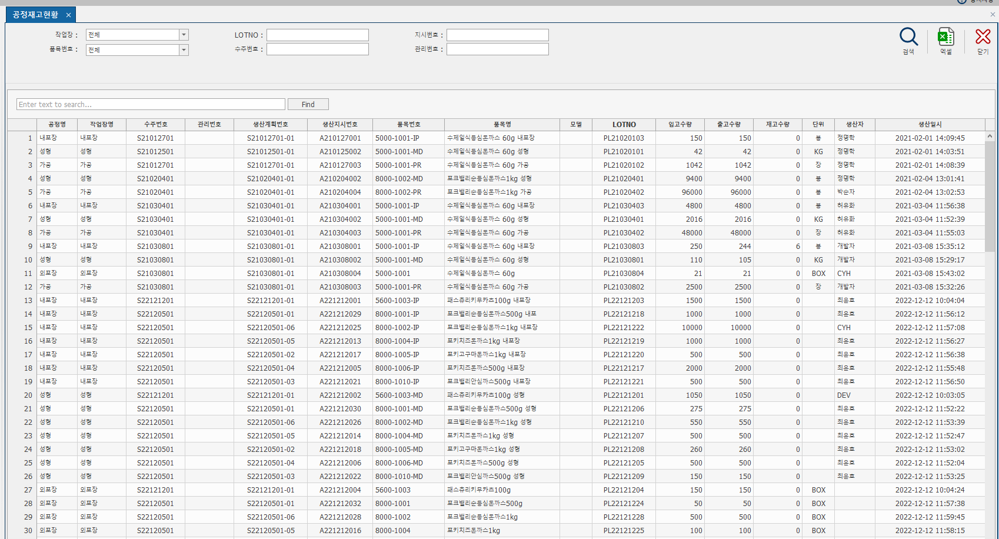 공정재고현황 ×
작업장 : 전체 LOTNO : 지시번호 :
품목번호 : 전체 수주번호 : 관리번호 :
검색 엑셀 닫기
Enter text to search... Find
공정명 작업장명 수주번호 관리번호 생산계획번호 생산지시번호 품목번호 품목명 모델 LOTNO 입고수량 출고수량 재고수량 단위 생산자 생산일시
1 내포장 내포장 S21012701 S21012701-01 A210127001 5000-1001-IP 수제일식등심돈까스 60g 내포장 PL21020103 150 150 0 봉 정명학 2021-02-01 14:09:45
2 성형 성형 S21012501 S21012501-01 A210125002 5000-1001-MD 수제일식등심돈까스 60g 성형 PL21020101 42 42 0 KG 정명학 2021-02-01 14:03:51
3 가공 가공 S21012701 S21012701-01 A210127003 5000-1001-PR 수제일식등심돈까스 60g 가공 PL21020102 1042 1042 0 장 정명학 2021-02-01 14:08:39
4 성형 성형 S21020401 S21020401-01 A210204002 8000-1002-MD 포크밸리순등심돈까스1kg 성형 PL21020401 9400 9400 0 봉 정명학 2021-02-04 13:01:41
5 가공 가공 S21020401 S21020401-01 A210204004 8000-1002-PR 포크밸리순등심돈까스1kg 가공 PL21020402 96000 96000 0 봉 박순자 2021-02-04 13:02:53
6 내포장 내포장 S21030401 S21030401-01 A210304001 5000-1001-IP 수제일식등심돈까스 60g 내포장 PL21030403 4800 4800 0 봉 허유화 2021-03-04 11:56:38
7 성형 성형 S21030401 S21030401-01 A210304002 5000-1001-MD 수제일식등심돈까스 60g 성형 PL21030401 2016 2016 0 KG 허유화 2021-03-04 11:52:39
8 가공 가공 S21030401 S21030401-01 A210304003 5000-1001-PR 수제일식등심돈까스 60g 가공 PL21030402 48000 48000 0 장 허유화 2021-03-04 11:55:03
9 내포장 내포장 S21030801 S21030801-01 A210308001 5000-1001-IP 수제일식등심돈까스 60g 내포장 PL21030803 250 244 6 봉 개발자 2021-03-08 15:35:12
10 성형 성형 S21030801 S21030801-01 A210308002 5000-1001-MD 수제일식등심돈까스 60g 성형 PL21030801 110 105 0 KG 개발자 2021-03-08 15:29:17
11 외포장 외포장 S21030801 S21030801-01 A210308004 5000-1001 수제일식등심돈까스 60g PL21030804 21 21 0 BOX CYH 2021-03-08 15:43:02
12 가공 가공 S21030801 S21030801-01 A210308003 5000-1001-PR 수제일식등심돈까스 60g 가공 PL21030802 2500 2500 0 장 개발자 2021-03-08 15:32:26
13 내포장 내포장 S22121201 S22121201-01 A221212001 5600-1003-IP 패스츄리키무카츠100g 내포장 PL22121203 1500 1500 0 최윤호 2022-12-12 10:04:04
14 내포장 내포장 S22120501 S22120501-01 A221212029 8000-1001-IP 포크밸리순등심돈까스500g 내포 PL22121218 1000 1000 0 최윤호 2022-12-12 11:56:12
15 내포장 내포장 S22120501 S22120501-06 A221212025 8000-1002-IP 포크밸리순등심돈까스1kg 내포장 PL22121222 10000 10000 0 CYH 2022-12-12 11:57:08
16 내포장 내포장 S22120501 S22120501-05 A221212013 8000-1004-IP 포키치즈돈까스1kg 내포장 PL22121219 1000 1000 0 최윤호 2022-12-12 11:56:27
17 내포장 내포장 S22120501 S22120501-02 A221212017 8000-1005-IP 포키고구마돈까스1kg 내포장 PL22121220 500 500 0 최윤호 2022-12-12 11:56:38
18 내포장 내포장 S22120501 S22120501-04 A221212005 8000-1006-IP 포키치즈돈까스500g 내포장 PL22121217 2000 2000 0 최윤호 2022-12-12 11:55:48
19 내포장 내포장 S22120501 S22120501-03 A221212021 8000-1010-IP 포크밸리안심까스500g 내포장 PL22121221 500 500 0 최윤호 2022-12-12 11:56:50
20 성형 성형 S22121201 S22121201-01 A221212002 5600-1003-MD 패스츄리키무카츠100g 성형 PL22121201 1050 1050 0 DEV 2022-12-12 10:03:05
21 성형 성형 S22120501 S22120501-01 A221212030 8000-1001-MD 포크밸리순등심돈까스500g 성형 PL22121206 275 275 0 최윤호 2022-12-12 11:52:22
22 성형 성형 S22120501 S22120501-06 A221212026 8000-1002-MD 포크밸리순등심돈까스1kg 성형 PL22121210 550 550 0 최윤호 2022-12-12 11:53:39
23 성형 성형 S22120501 S22120501-05 A221212014 8000-1004-MD 포키치즈돈까스1kg 성형 PL22121207 500 500 0 최윤호 2022-12-12 11:52:47
24 성형 성형 S22120501 S22120501-02 A221212018 8000-1005-MD 포키고구마돈까스1kg 성형 PL22121208 260 260 0 최윤호 2022-12-12 11:53:02
25 성형 성형 S22120501 S22120501-04 A221212006 8000-1006-MD 포키치즈돈까스500g 성형 PL22121205 500 500 0 최윤호 2022-12-12 11:52:04
26 성형 성형 S22120501 S22120501-03 A221212022 8000-1010-MD 포크밸리안심까스500g 성형 PL22121209 150 150 0 최윤호 2022-12-12 11:53:25
27 외포장 외포장 S22121201 S22121201-01 A221212004 5600-1003 패스츄리키무카츠100g PL22121204 150 150 0 BOX 2022-12-12 10:04:24
28 외포장 외포장 S22120501 S22120501-01 A221212032 8000-1001 포크밸리순등심돈까스500g PL22121224 50 50 0 BOX 2022-12-12 11:57:38
29 외포장 외포장 S22120501 S22120501-06 A221212028 8000-1002 포크밸리순등심돈까스1kg PL22121228 500 500 0 BOX 2022-12-12 11:59:45
30 외포장 외포장 S22120501 S22120501-05 A221212016 8000-1004 포키치즈돈까스1kg PL22121225 100 100 0 BOX 2022-12-12 11:58:15